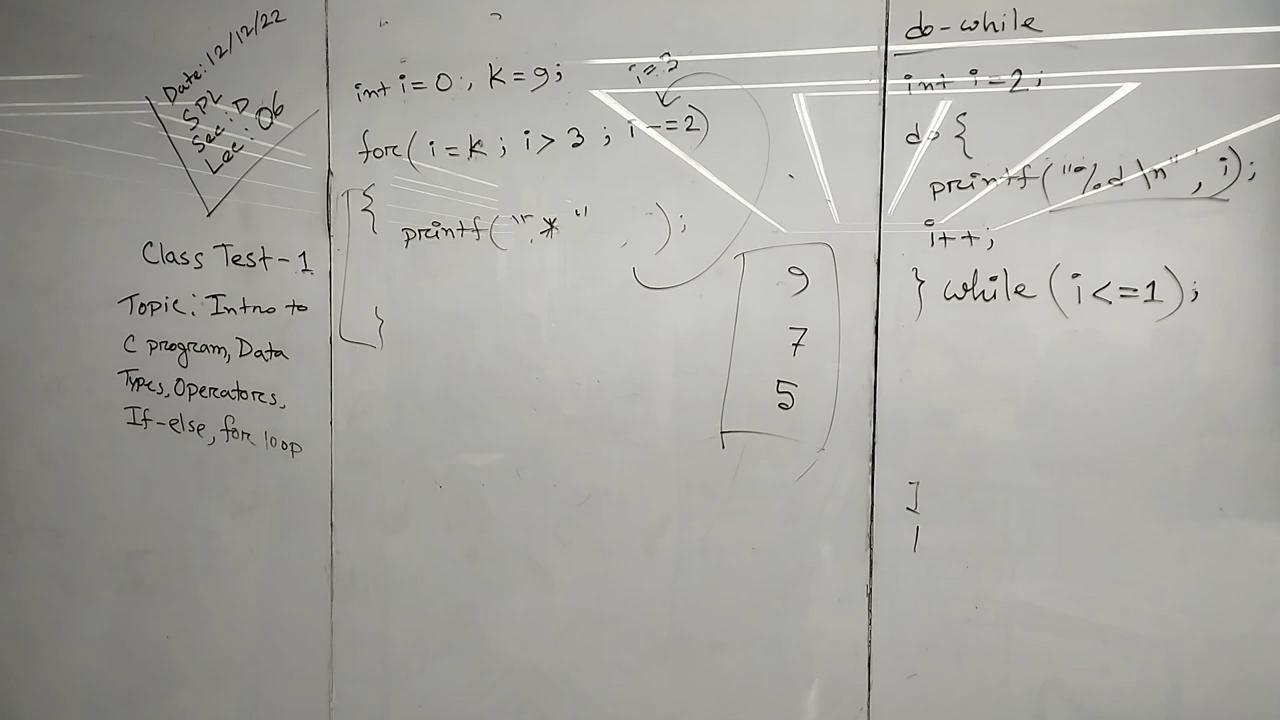 Date: 12/12/22
SPL
Sec: D
Lec: 06
Class Test-1
Topic: Intro to
C program, Data
Types, Operators,
If-else, for loop
int i=0, k=9;
for(i=k; i>3; i-=2)
{
printf("*" , );
}
9
7
5
do-while
int i=2;
do {
printf("%d\n", i);
i++;
} while (i<=1);